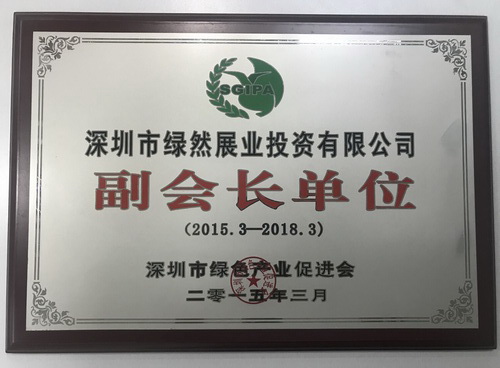 SGIPA
深圳市绿然展业投资有限公司
副会长单位
(2015.3—2018.3)
深圳市绿色产业促进会
二零一五年三月